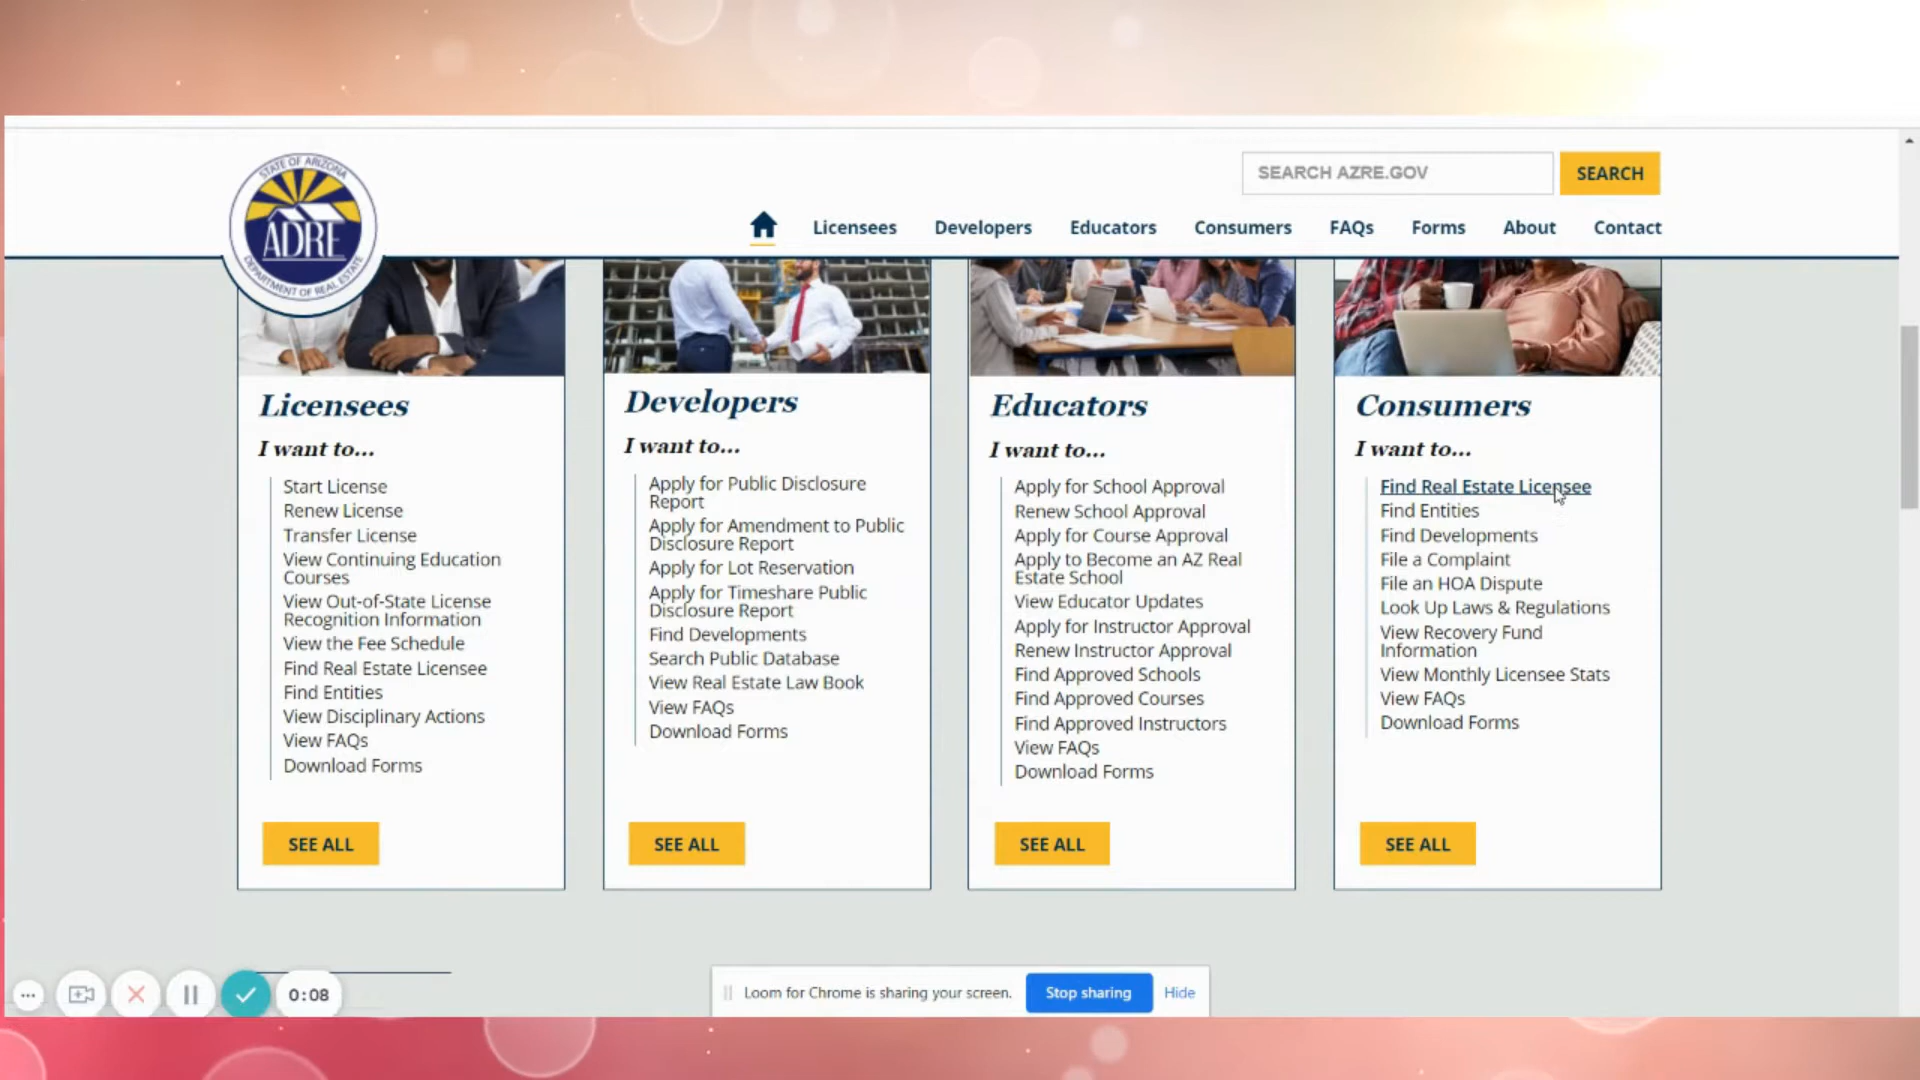 STATE OF ARIZONA
ADRE
DEPARTMENT OF REAL ESTATE
SEARCH AZRE.GOV
SEARCH
Licensees
Developers
Educators
Consumers
FAQs
Forms
About
Contact
Licensees
I want to...
Start License
Renew License
Transfer License
View Continuing Education
Courses
View Out-of-State License
Recognition Information
View the Fee Schedule
Find Real Estate Licensee
Find Entities
View Disciplinary Actions
View FAQs
Download Forms
SEE ALL
Developers
I want to...
Apply for Public Disclosure
Report
Apply for Amendment to Public
Disclosure Report
Apply for Lot Reservation
Apply for Timeshare Public
Disclosure Report
Find Developments
Search Public Database
View Real Estate Law Book
View FAQs
Download Forms
SEE ALL
Educators
I want to...
Apply for School Approval
Renew School Approval
Apply for Course Approval
Apply to Become an AZ Real
Estate School
View Educator Updates
Apply for Instructor Approval
Renew Instructor Approval
Find Approved Schools
Find Approved Courses
Find Approved Instructors
View FAQs
Download Forms
SEE ALL
Consumers
I want to...
Find Real Estate Licensee
Find Entities
Find Developments
File a Complaint
File an HOA Dispute
Look Up Laws & Regulations
View Recovery Fund
Information
View Monthly Licensee Stats
View FAQs
Download Forms
SEE ALL
0:08
Loom for Chrome is sharing your screen.
Stop sharing
Hide